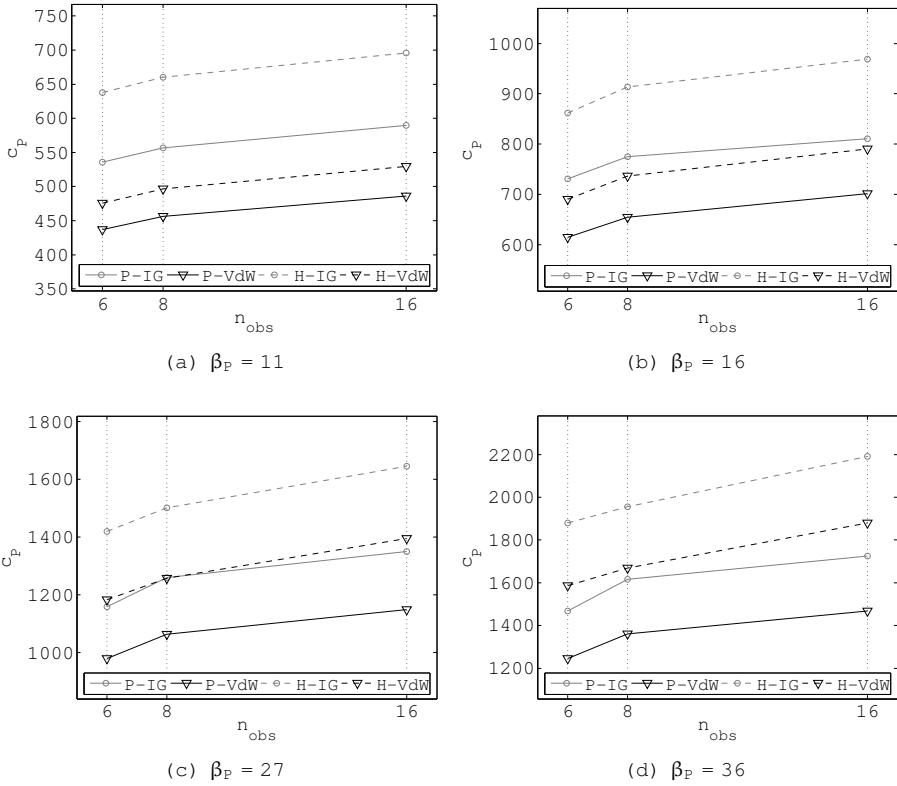 750
700
650
600
550
500
450
400
350
c_p
P-IG P-VdW H-IG H-VdW
6 8 16
n_obs
(a) β_P = 11
1000
900
800
700
600
c_p
P-IG P-VdW H-IG H-VdW
6 8 16
n_obs
(b) β_P = 16
1800
1600
1400
1200
1000
c_p
P-IG P-VdW H-IG H-VdW
6 8 16
n_obs
(c) β_P = 27
2200
2000
1800
1600
1400
1200
c_p
P-IG P-VdW H-IG H-VdW
6 8 16
n_obs
(d) β_P = 36